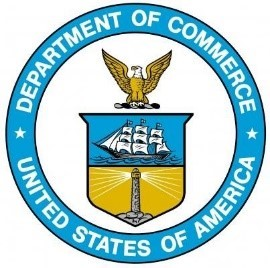 DEPARTMENT OF COMMERCE
UNITED STATES OF AMERICA